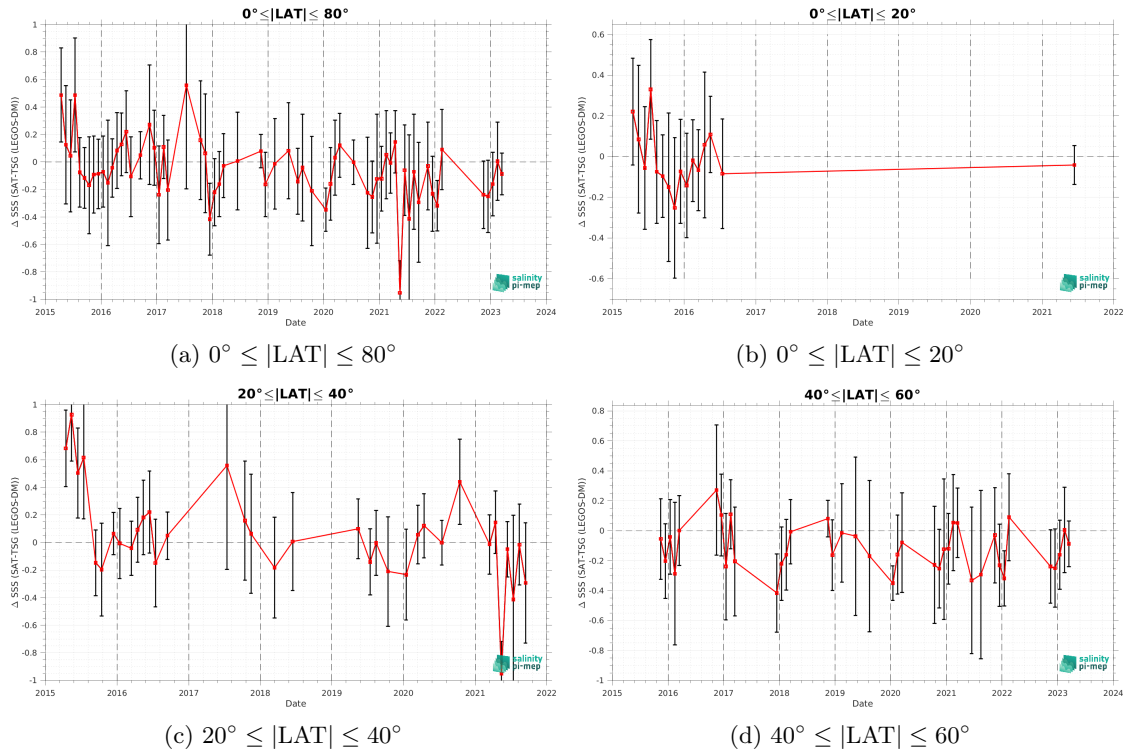 0°≤|LAT|≤ 80°
Δ SSS (SAT-TSG (LEGOS-DM))
1
0.8
0.6
0.4
0.2
0
-0.2
-0.4
-0.6
-0.8
-1
2015 2016 2017 2018 2019 2020 2021 2022 2023 2024
Date
salinity
pi-mep
(a) 0° ≤ |LAT| ≤ 80°
0°≤|LAT|≤ 20°
Δ SSS (SAT-TSG (LEGOS-DM))
0.6
0.4
0.2
0
-0.2
-0.4
-0.6
2015 2016 2017 2018 2019 2020 2021 2022
Date
salinity
pi-mep
(b) 0° ≤ |LAT| ≤ 20°
20°≤|LAT|≤ 40°
Δ SSS (SAT-TSG (LEGOS-DM))
1
0.8
0.6
0.4
0.2
0
-0.2
-0.4
-0.6
-0.8
-1
2015 2016 2017 2018 2019 2020 2021 2022
Date
salinity
pi-mep
(c) 20° ≤ |LAT| ≤ 40°
40°≤|LAT|≤ 60°
Δ SSS (SAT-TSG (LEGOS-DM))
0.8
0.6
0.4
0.2
0
-0.2
-0.4
-0.6
-0.8
-1
2015 2016 2017 2018 2019 2020 2021 2022 2023 2024
Date
salinity
pi-mep
(d) 40° ≤ |LAT| ≤ 60°